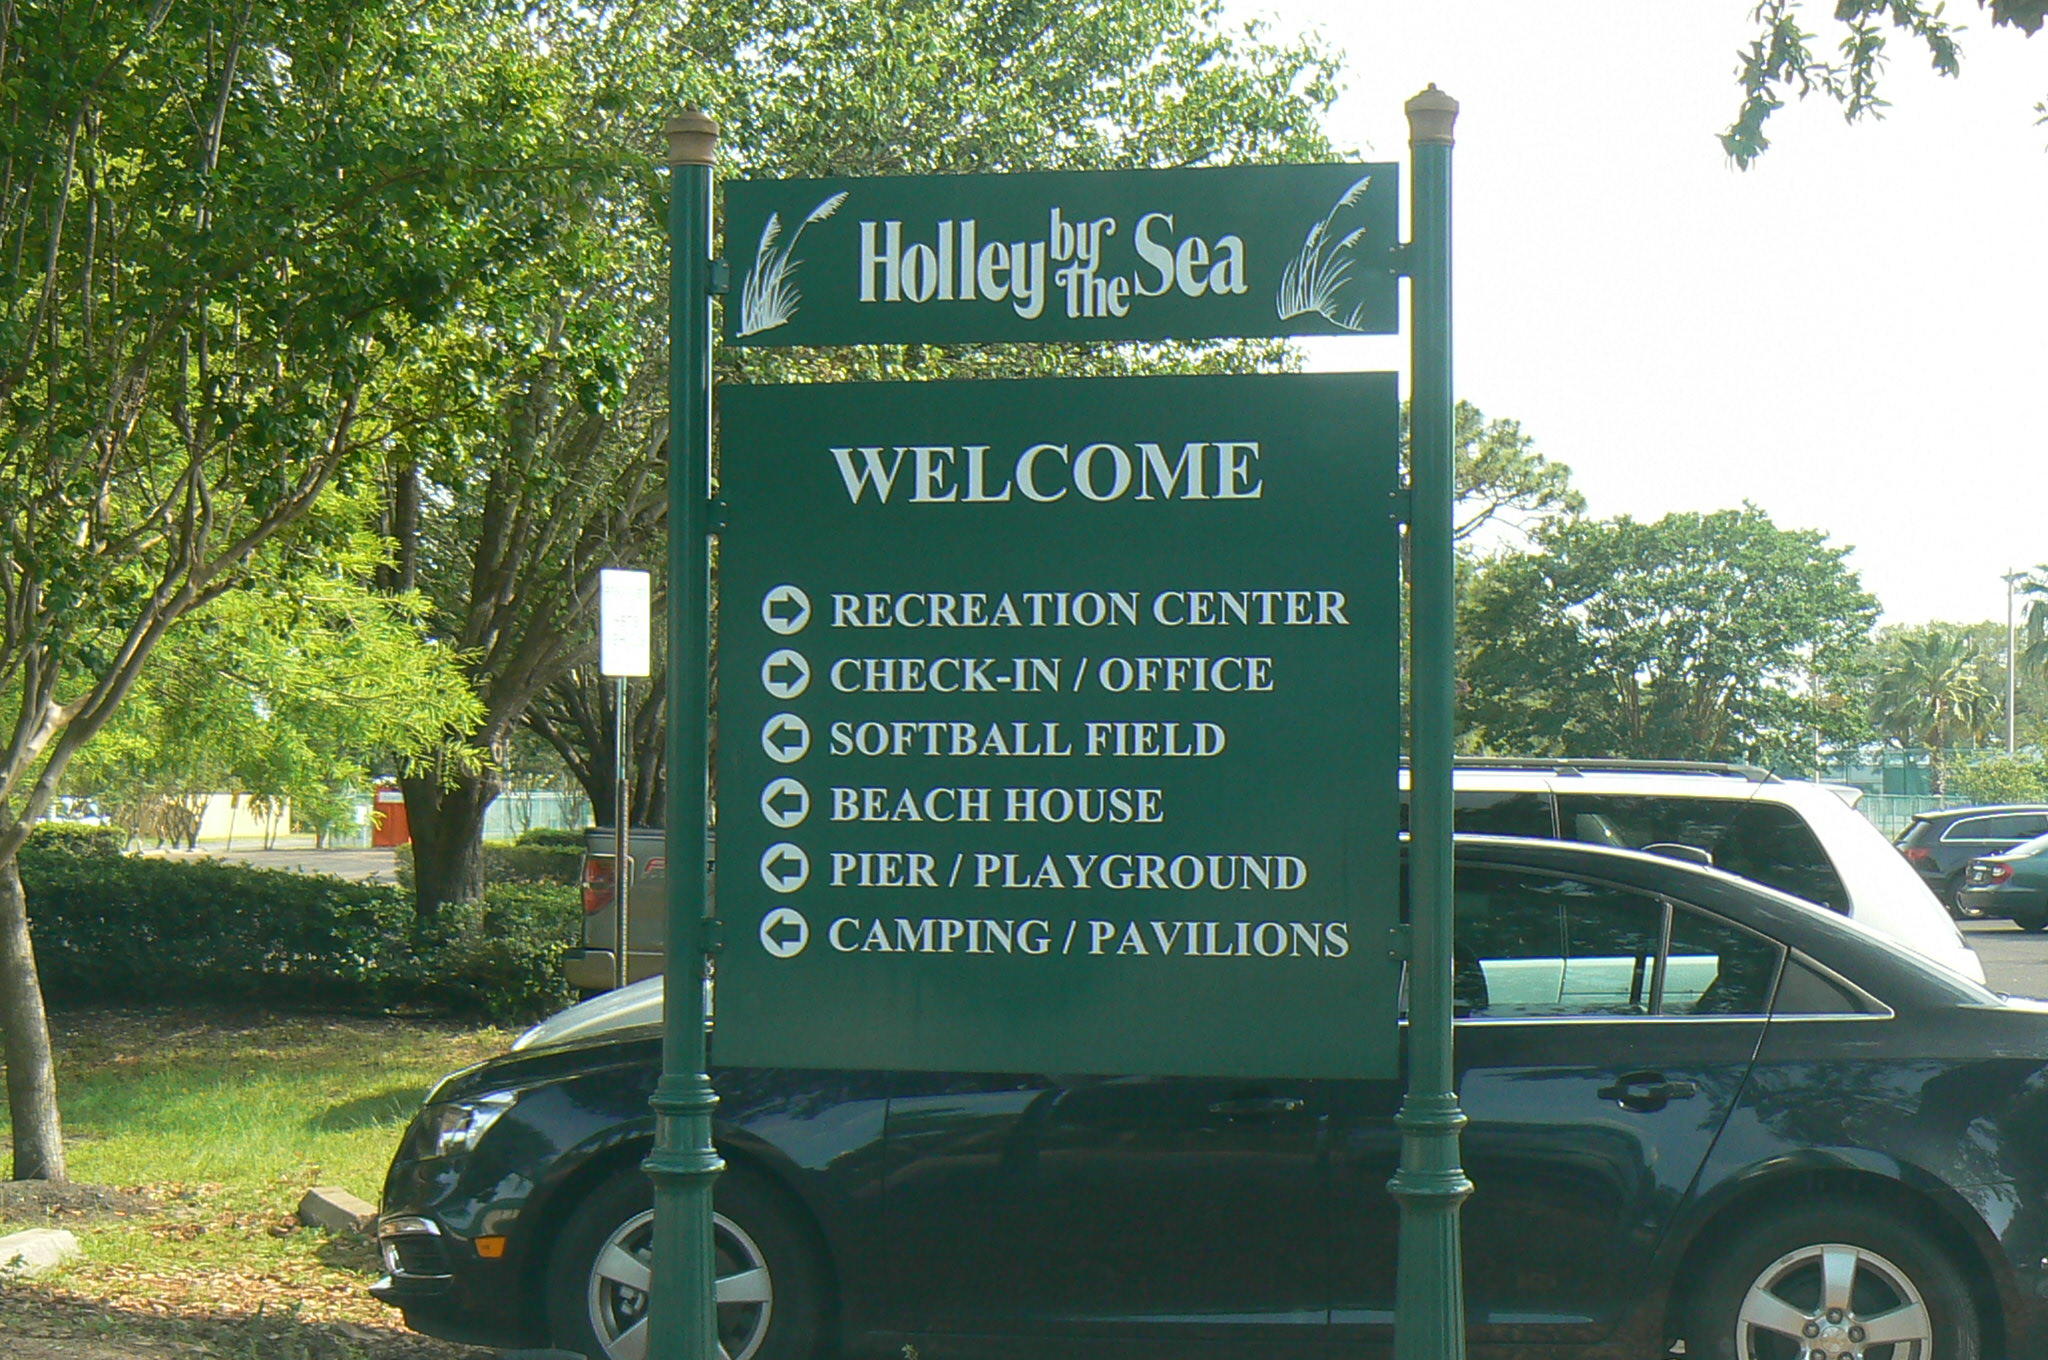 Holley by the Sea
WELCOME
RECREATION CENTER
CHECK-IN / OFFICE
SOFTBALL FIELD
BEACH HOUSE
PIER / PLAYGROUND
CAMPING / PAVILIONS